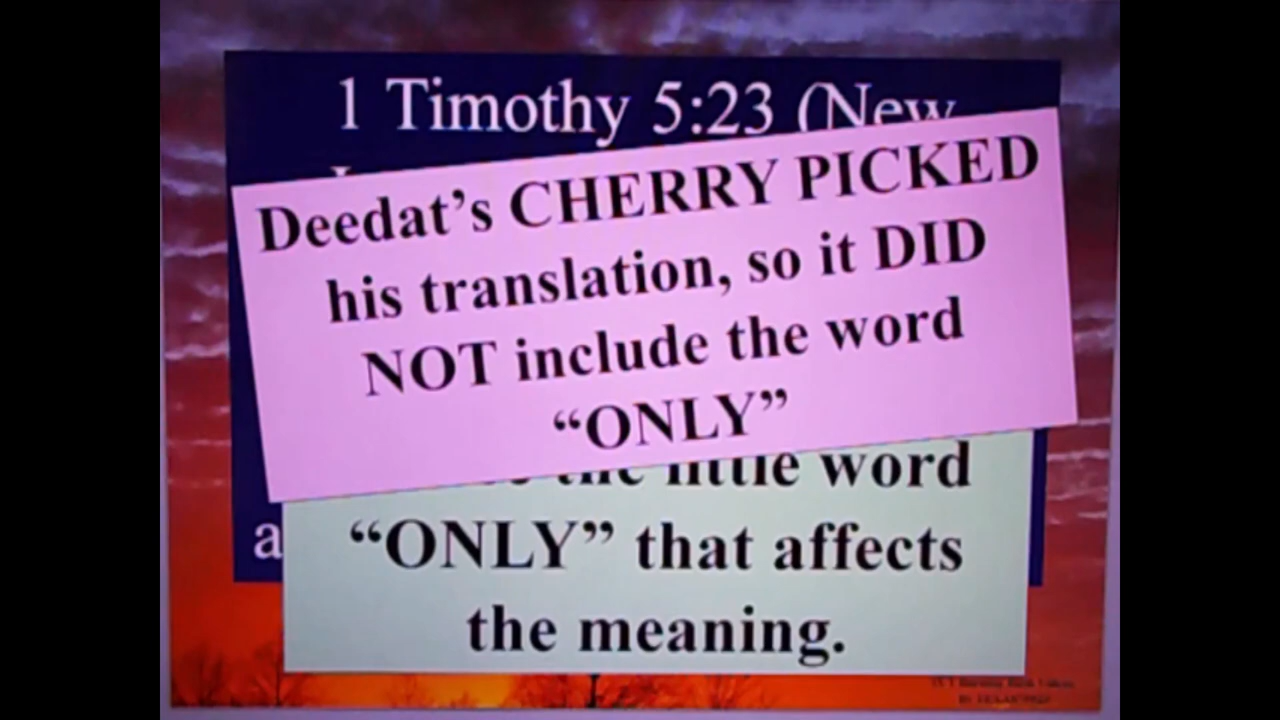 1 Timothy 5:23 (New
Deedat’s CHERRY PICKED
his translation, so it DID
NOT include the word
“ONLY”
the little word
“ONLY” that affects
a
the meaning.